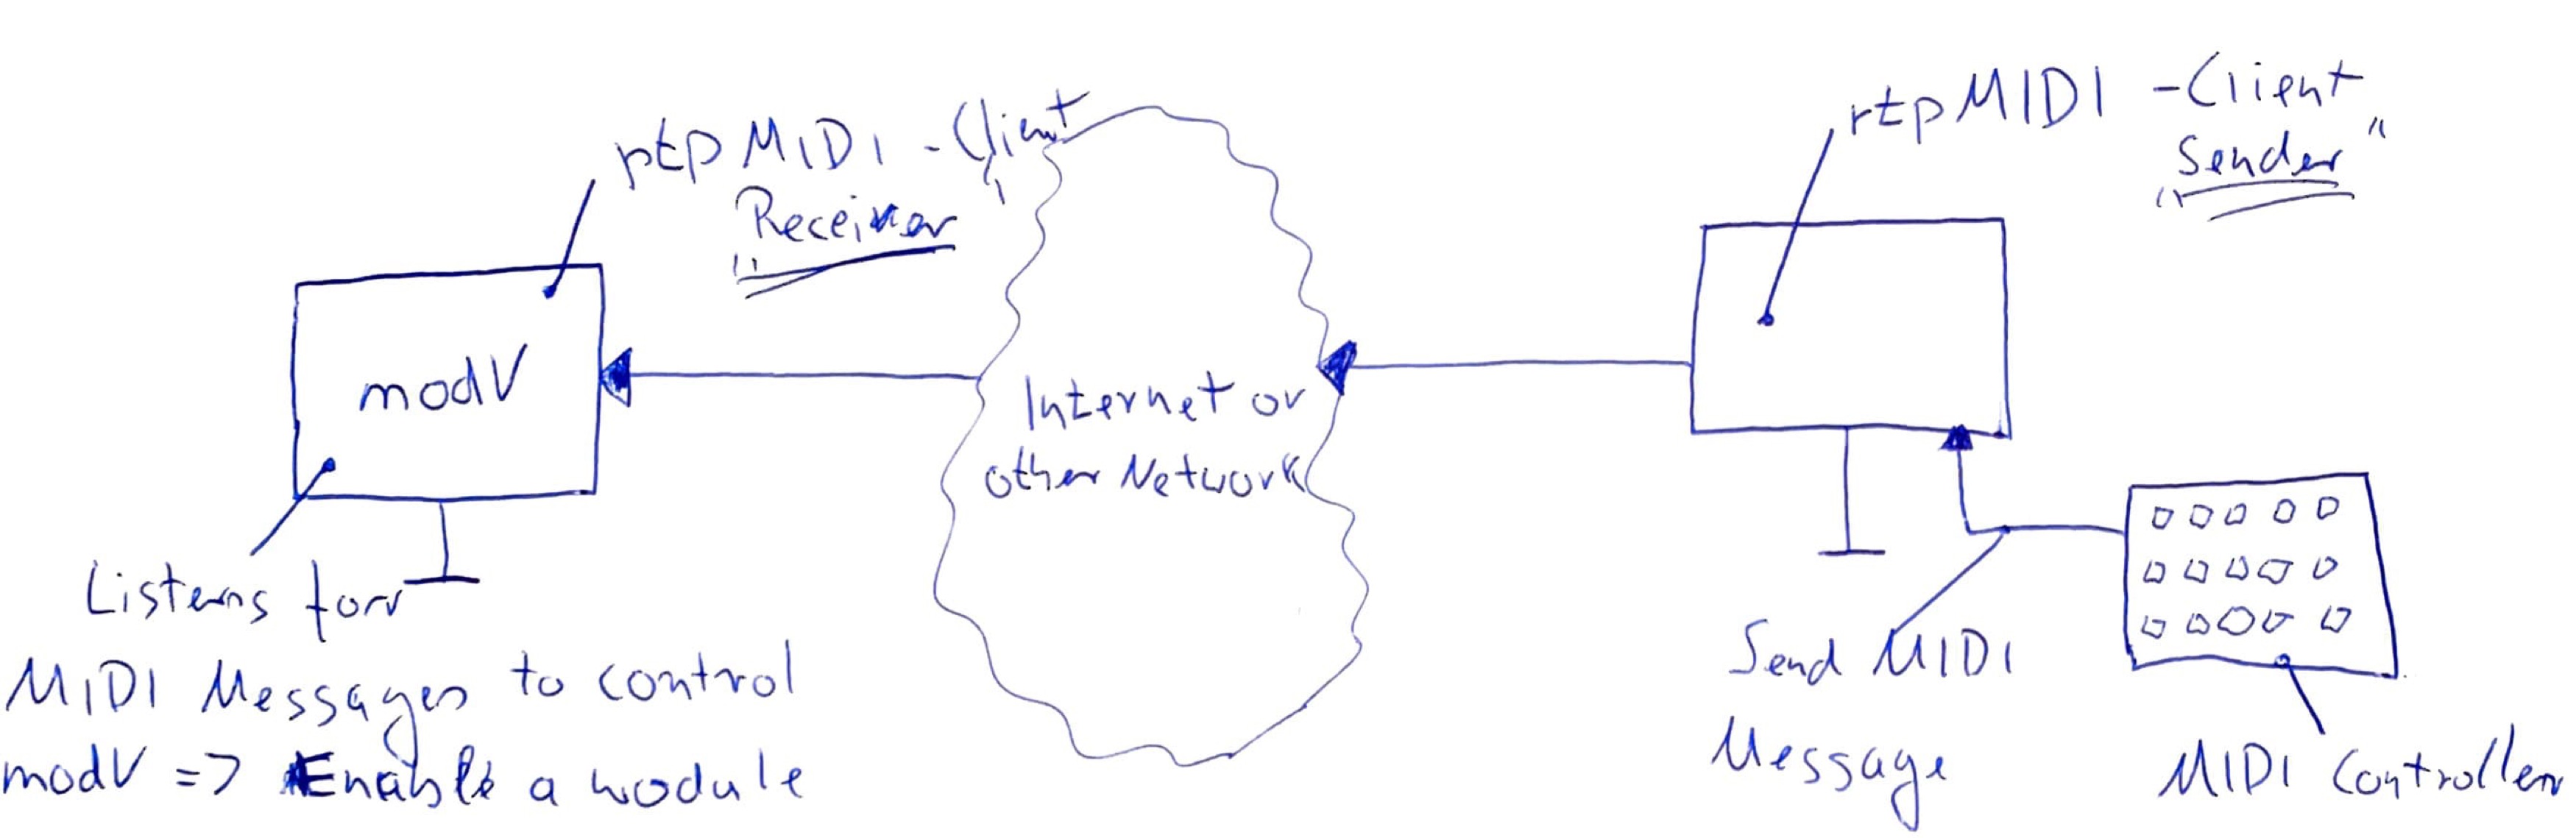 rtpMIDI-Client
"Receiver"
rtpMIDI-Client
"Sender"
modV
Internet or
other Network
Listens for
MIDI Messages to control
modV => Enable a module
Send MIDI
Message
MIDI Controller